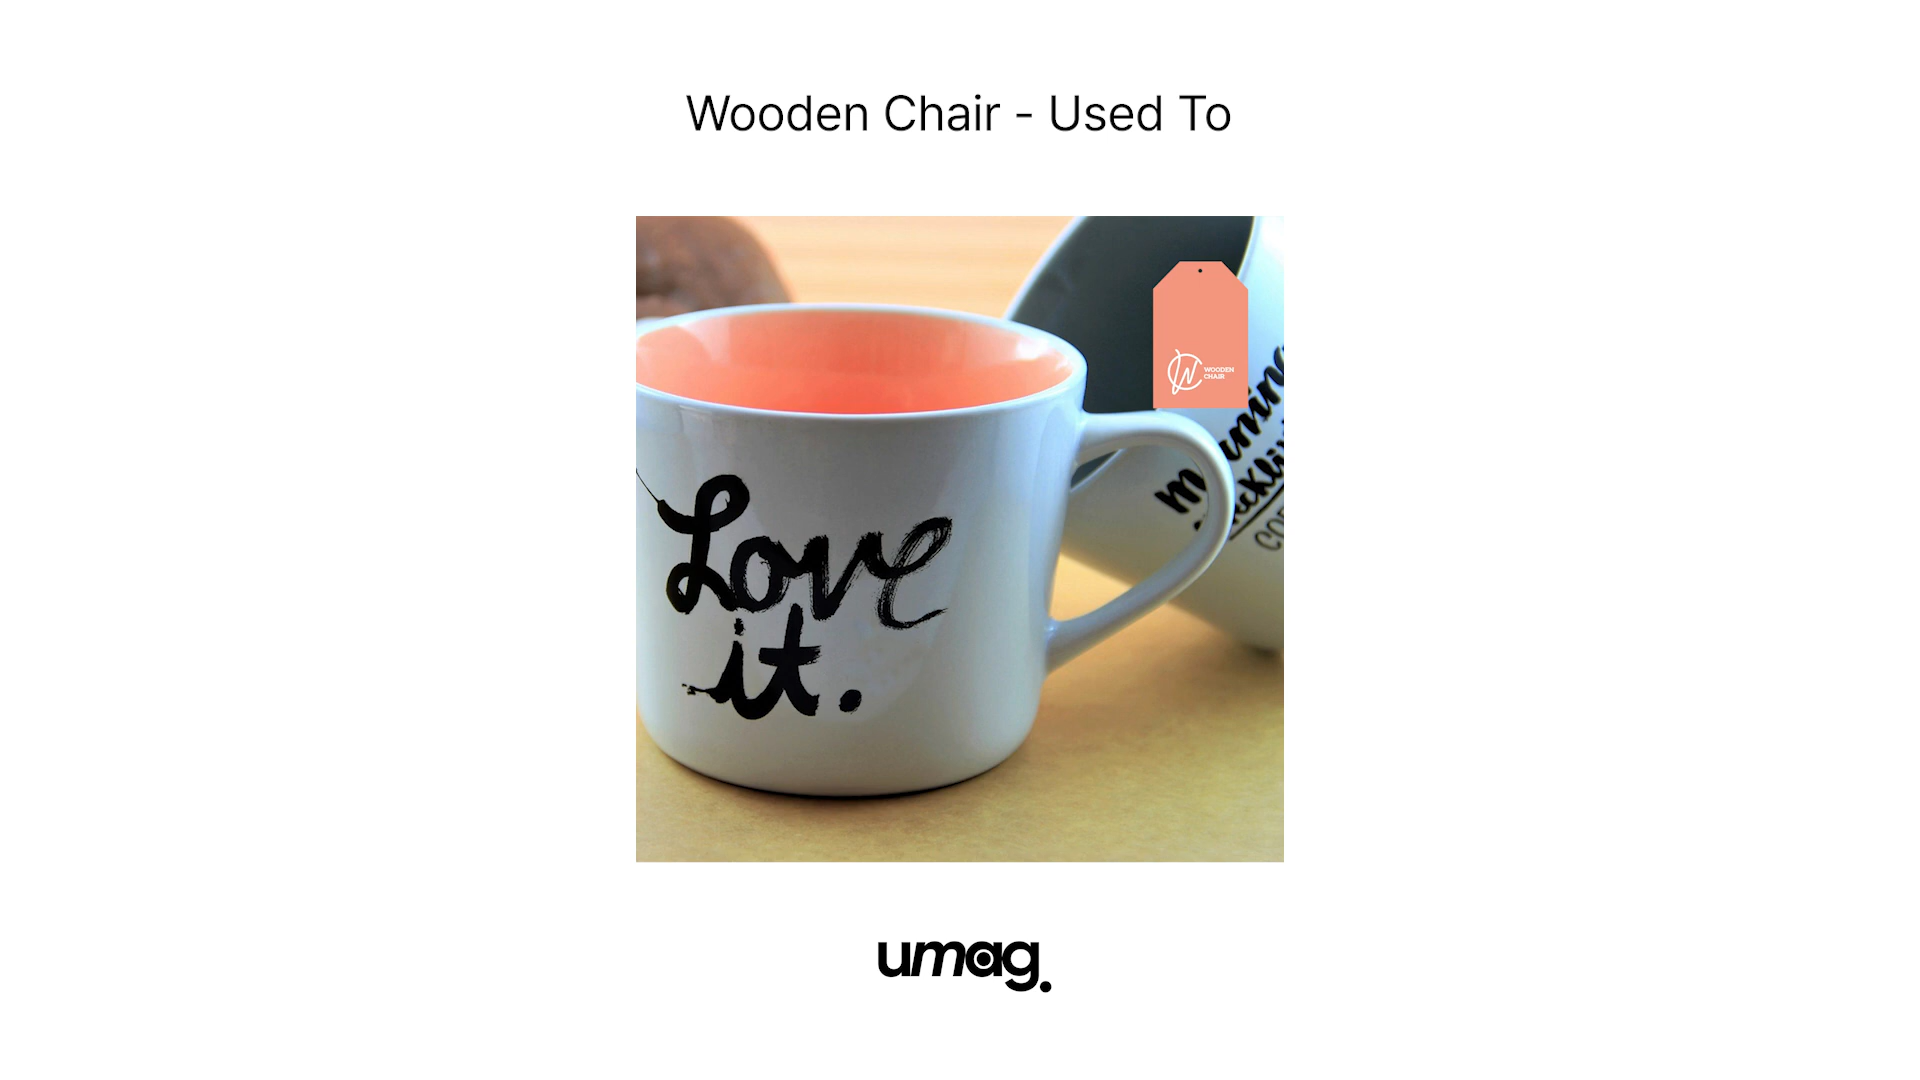 Wooden Chair - Used To
WOODEN
CHAIR
Love
it.
umag.